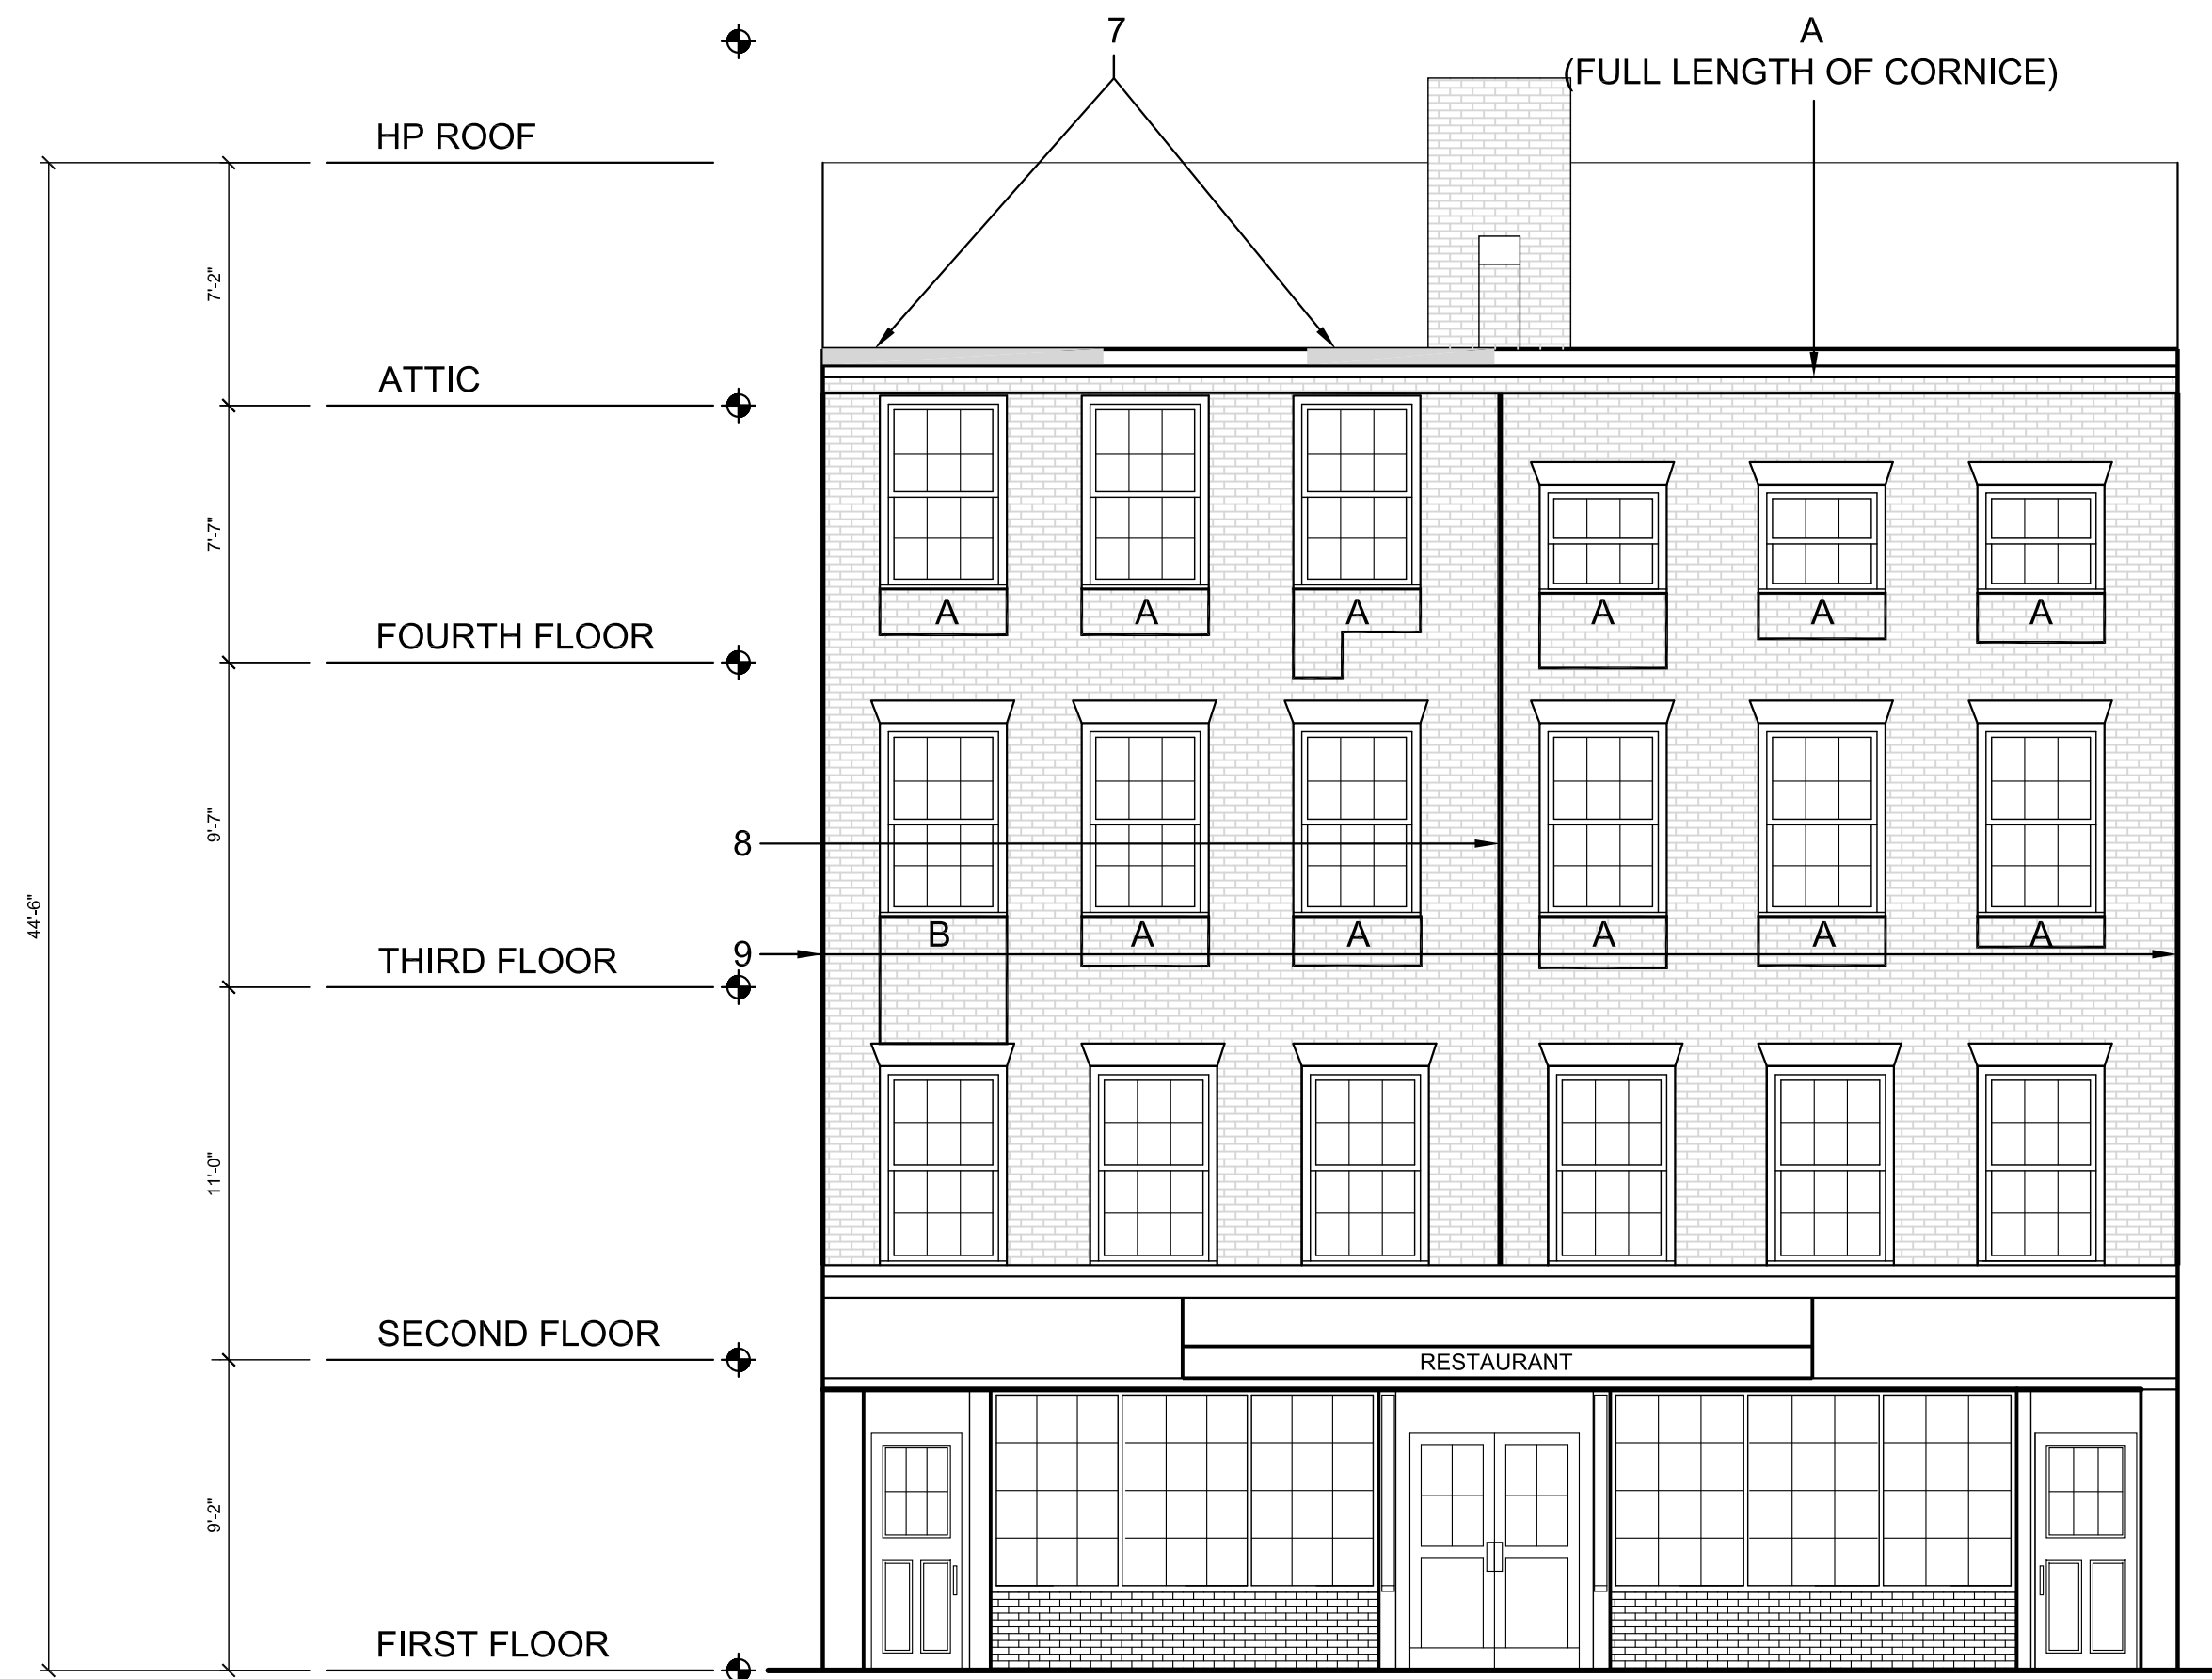 7
A
(FULL LENGTH OF CORNICE)
HP ROOF
7'-2"
ATTIC
7'-7"
A
A
A
A
A
A
FOURTH FLOOR
9'-7"
8
44'-6"
B
A
A
A
A
A
9
THIRD FLOOR
11'-0"
SECOND FLOOR
RESTAURANT
9'-2"
FIRST FLOOR